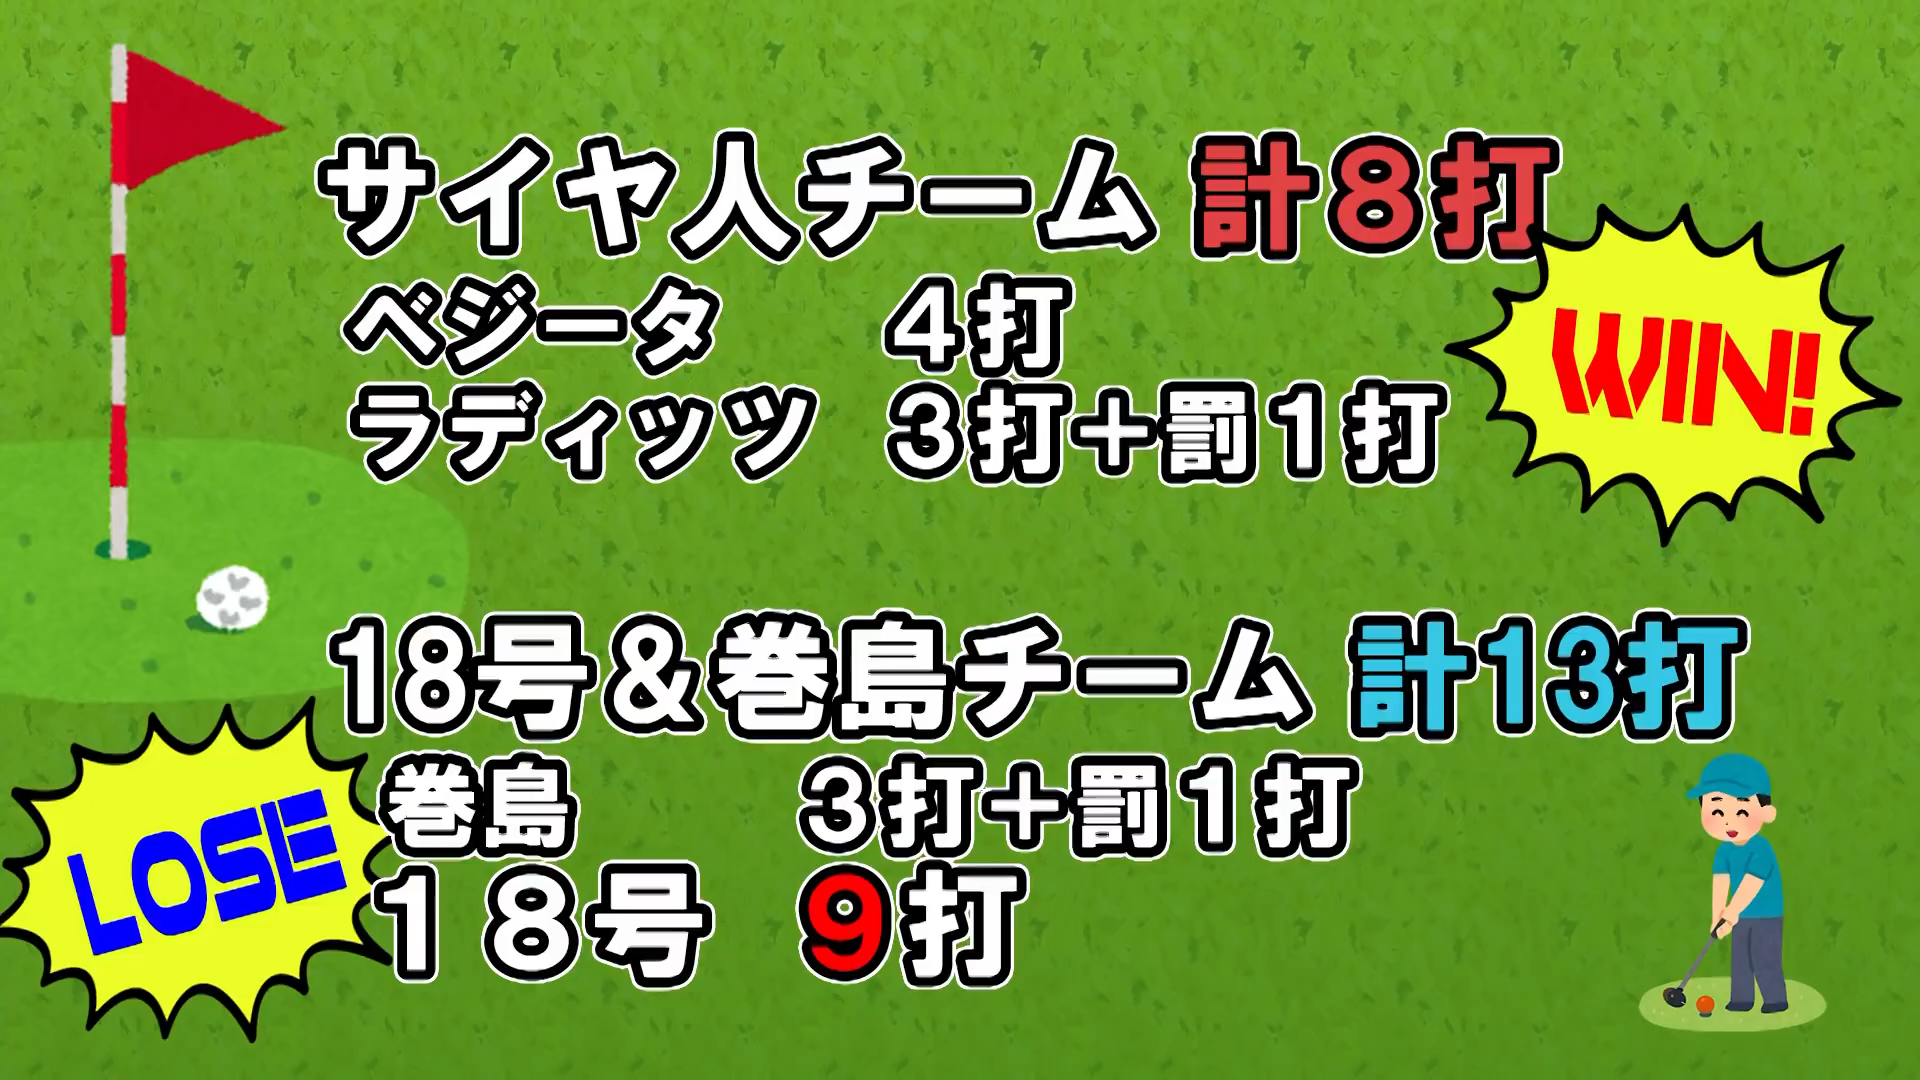 サイヤ人チーム 計8打
ベジータ 4打
ラディッツ 3打＋罰1打
WIN!
18号＆巻島チーム 計13打
巻島 3打＋罰1打
18号 9打
LOSE